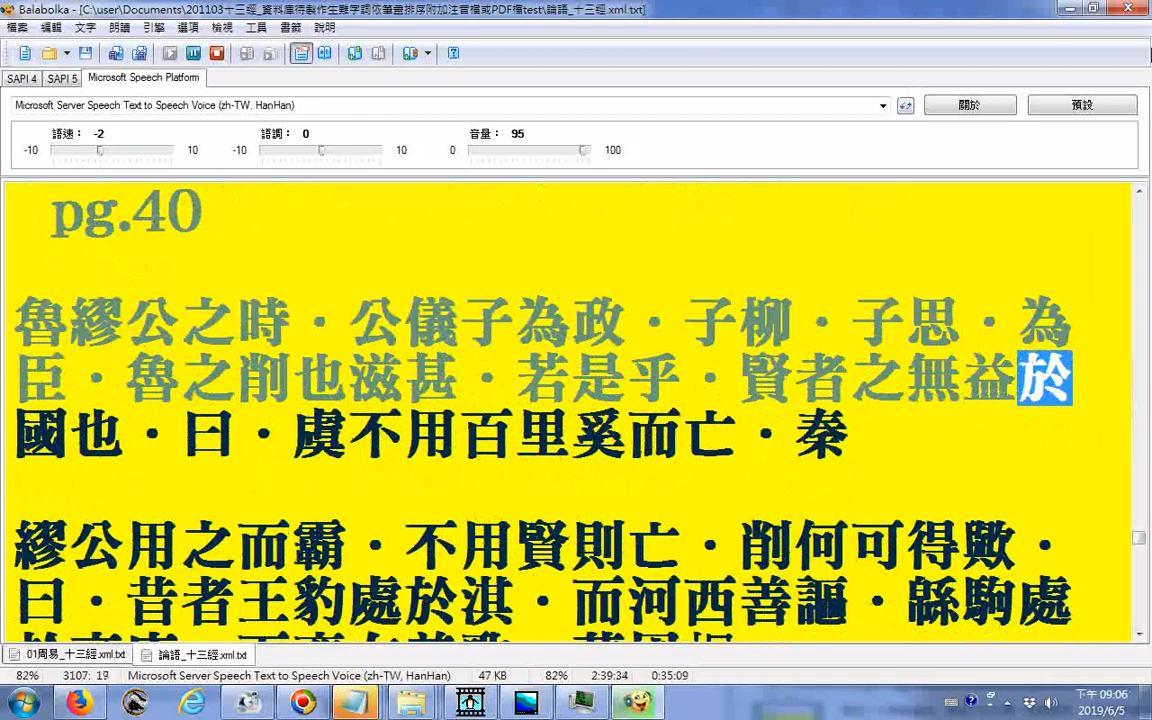 Balabolka - [C:\user\Documents\201103十三經_資料庫待製作生難字詞依筆畫排序附加注音檔或PDF檔test\論語_十三經.xml.txt]
檔案 編輯 文字 朗讀 引擎 選項 檢視 工具 書籤 說明
SAPI 4 SAPI 5 Microsoft Speech Platform
Microsoft Server Speech Text to Speech Voice (zh-TW, HanHan) 關於 預設
語速： -2 語調： 0 音量： 95
-10 10 -10 10 0 100
pg.40
魯繆公之時．公儀子為政．子柳．子思．為
臣．魯之削也滋甚．若是乎．賢者之無益於
國也．曰．虞不用百里奚而亡．秦
繆公用之而霸．不用賢則亡．削何可得歟．
曰．昔者王豹處於淇．而河西善謳．緜駒處
01周易_十三經.xml.txt 論語_十三經.xml.txt
82% 3107: 19 Microsoft Server Speech Text to Speech Voice (zh-TW, HanHan) 47 KB 82% 2:39:34 0:35:09
下午 09:06
2019/6/5